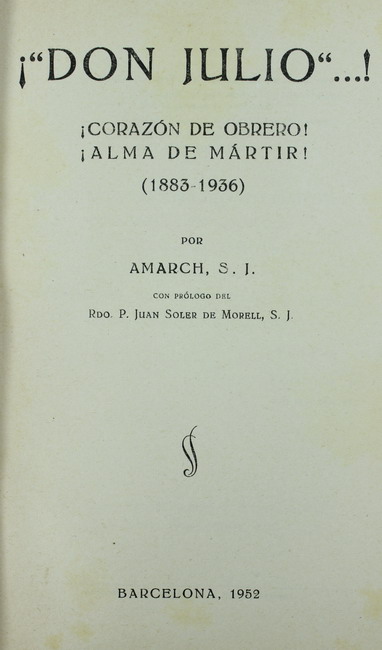 ¡“DON JULIO“...!
¡CORAZÓN DE OBRERO!
¡ALMA DE MÁRTIR!
(1883-1936)
POR
AMARCH, S. J.
CON PRÓLOGO DEL
RDO. P. JUAN SOLER DE MORELL, S. J.
BARCELONA, 1952